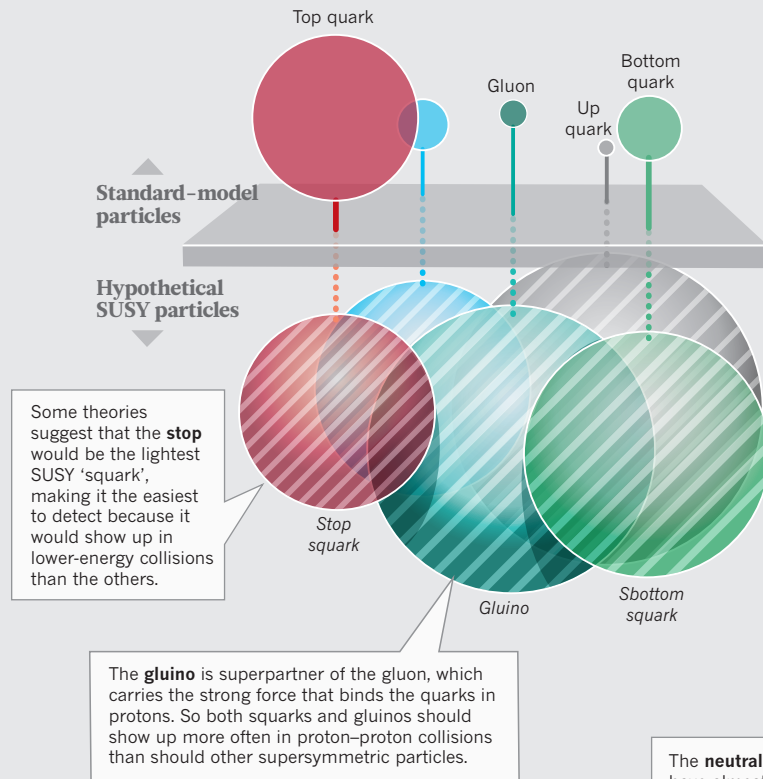 Top quark
Gluon
Up
quark
Bottom
quark
Standard-model
particles
Hypothetical
SUSY particles
Some theories
suggest that the stop
would be the lightest
SUSY ‘squark’,
making it the easiest
to detect because it
would show up in
lower-energy collisions
than the others.
Stop
squark
Gluino
Sbottom
squark
The gluino is superpartner of the gluon, which
carries the strong force that binds the quarks in
protons. So both squarks and gluinos should
show up more often in proton–proton collisions
than should other supersymmetric particles.
The neutral